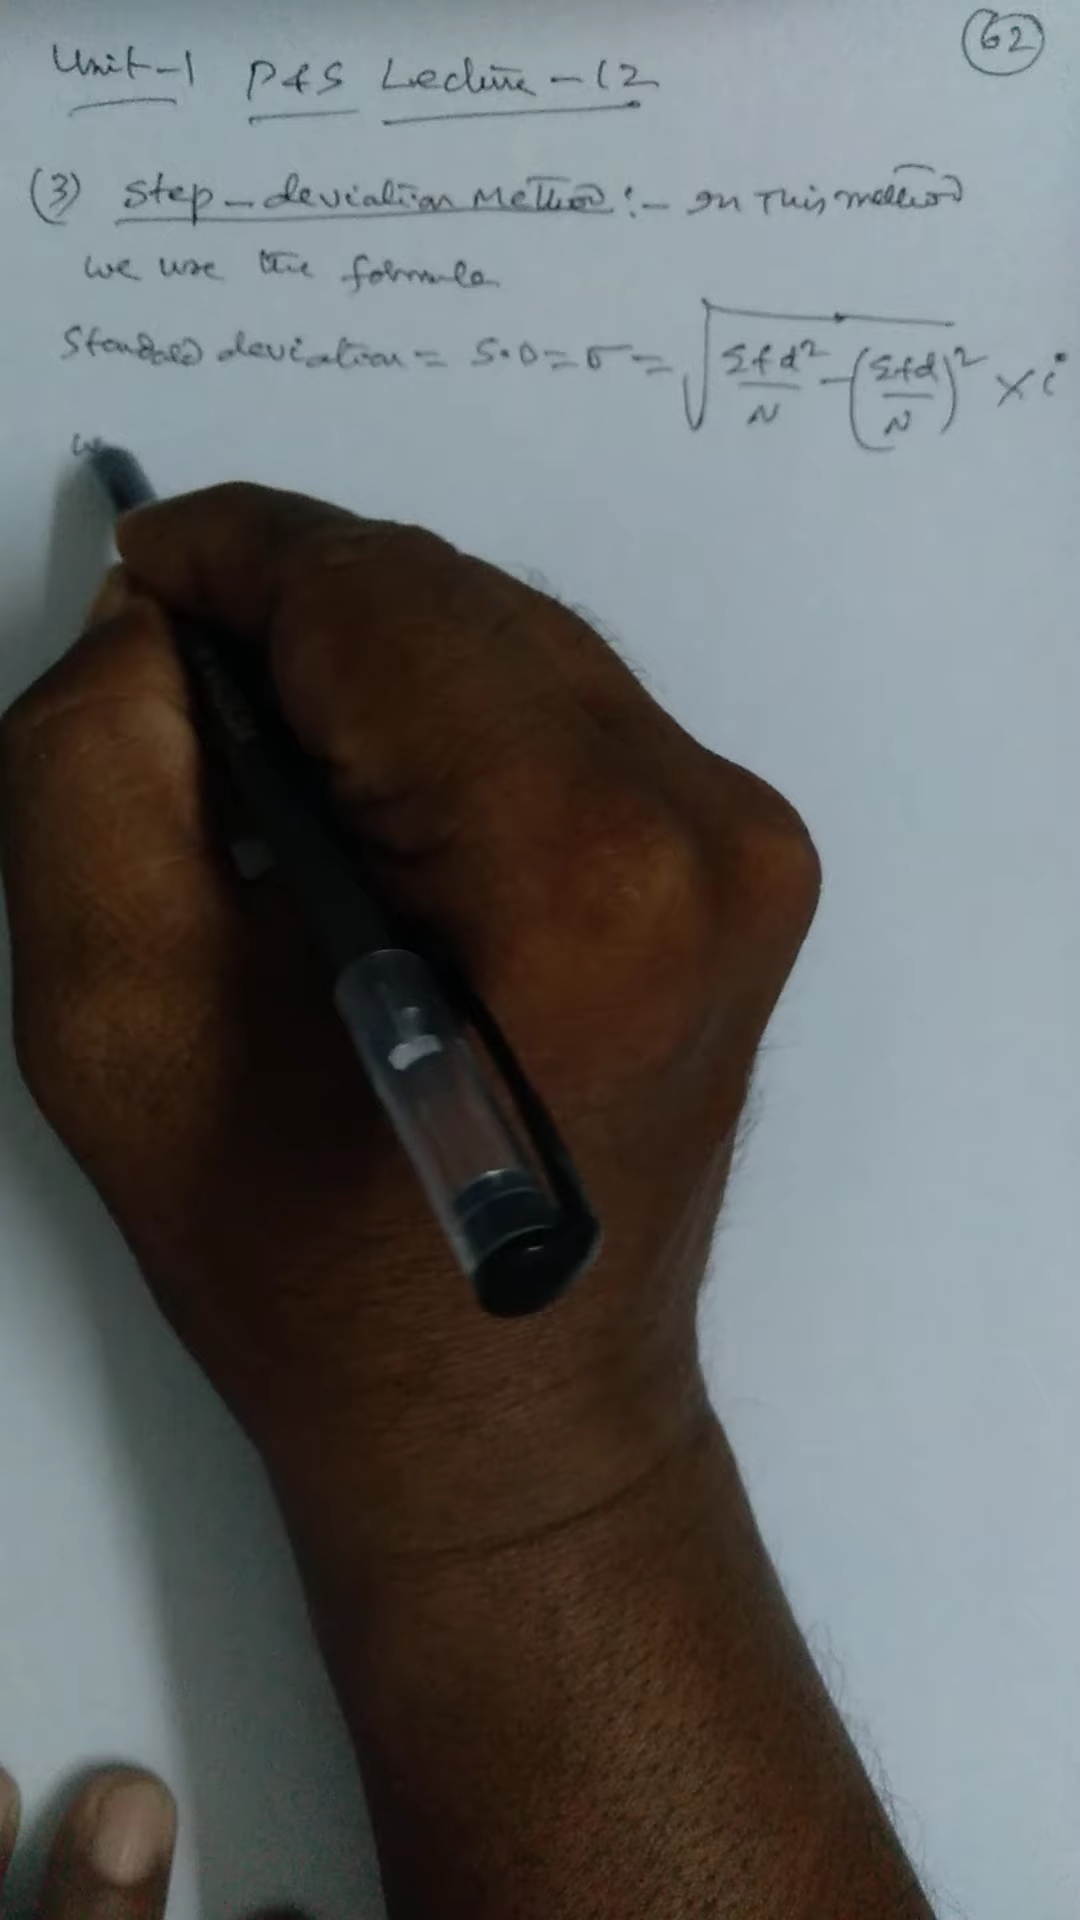 62
Unit-1 P&S Lecture-12
(3) Step-deviation Method:- In This method
we use the formula
Standard deviation = S.D = σ = √(Σfd²/N - (Σfd/N)²) × i